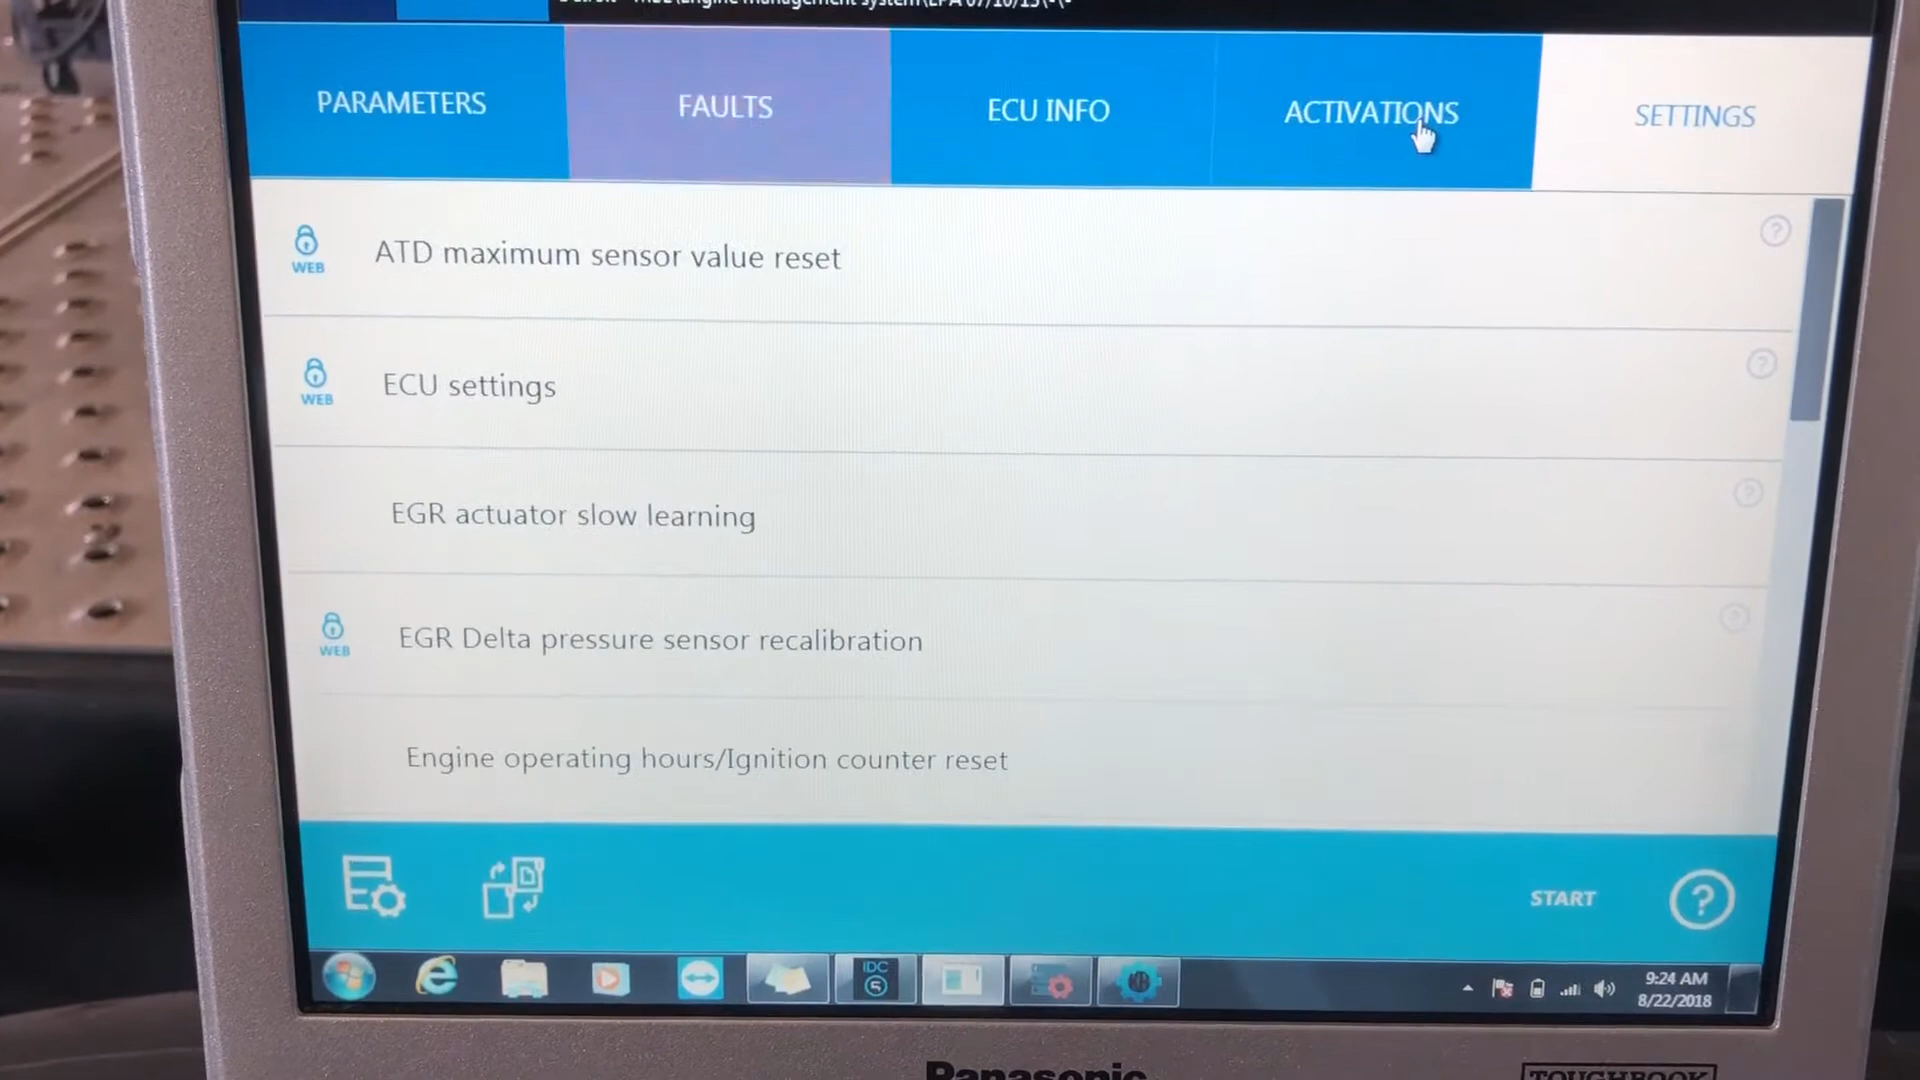 PARAMETERS
FAULTS
ECU INFO
ACTIVATIONS
SETTINGS
WEB
ATD maximum sensor value reset
?
WEB
ECU settings
?
EGR actuator slow learning
?
WEB
EGR Delta pressure sensor recalibration
?
Engine operating hours/Ignition counter reset
START
?
IDC
5
9:24 AM
8/22/2018
Panasonic
TOUGHBOOK